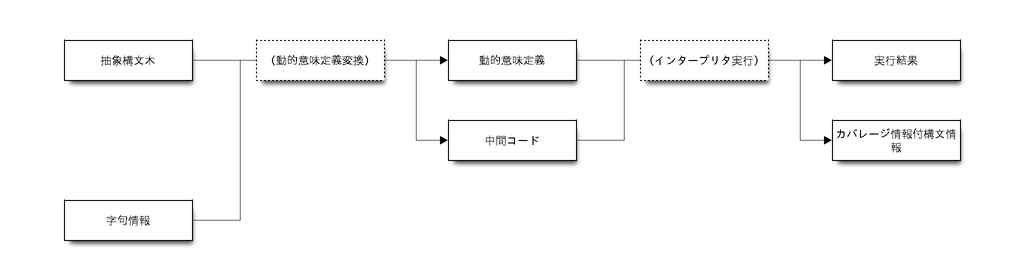 抽象構文木
（動的意味定義変換）
動的意味定義
（インタープリタ実行）
実行結果
中間コード
カバレージ情報付構文情
報
字句情報